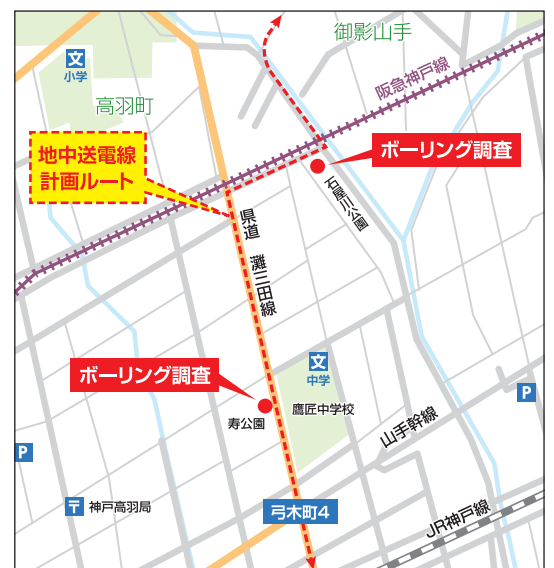 御影山手
文
小学
阪急神戸線
高羽町
地中送電線
計画ルート
ボーリング調査
石屋川公園
県道 灘三田線
ボーリング調査
文
中学
鷹匠中学校
寿公園
P
山手幹線
P
〒 神戸高羽局
弓木町4
JR神戸線